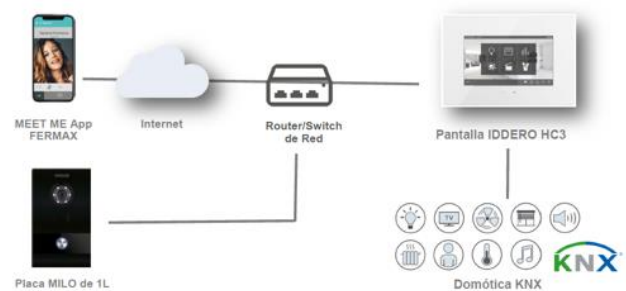 MEET ME App
FERMAX
Internet
Router/Switch
de Red
Pantalla IDDERO HC3
Placa MILO de 1L
TV
KNX
Domótica KNX